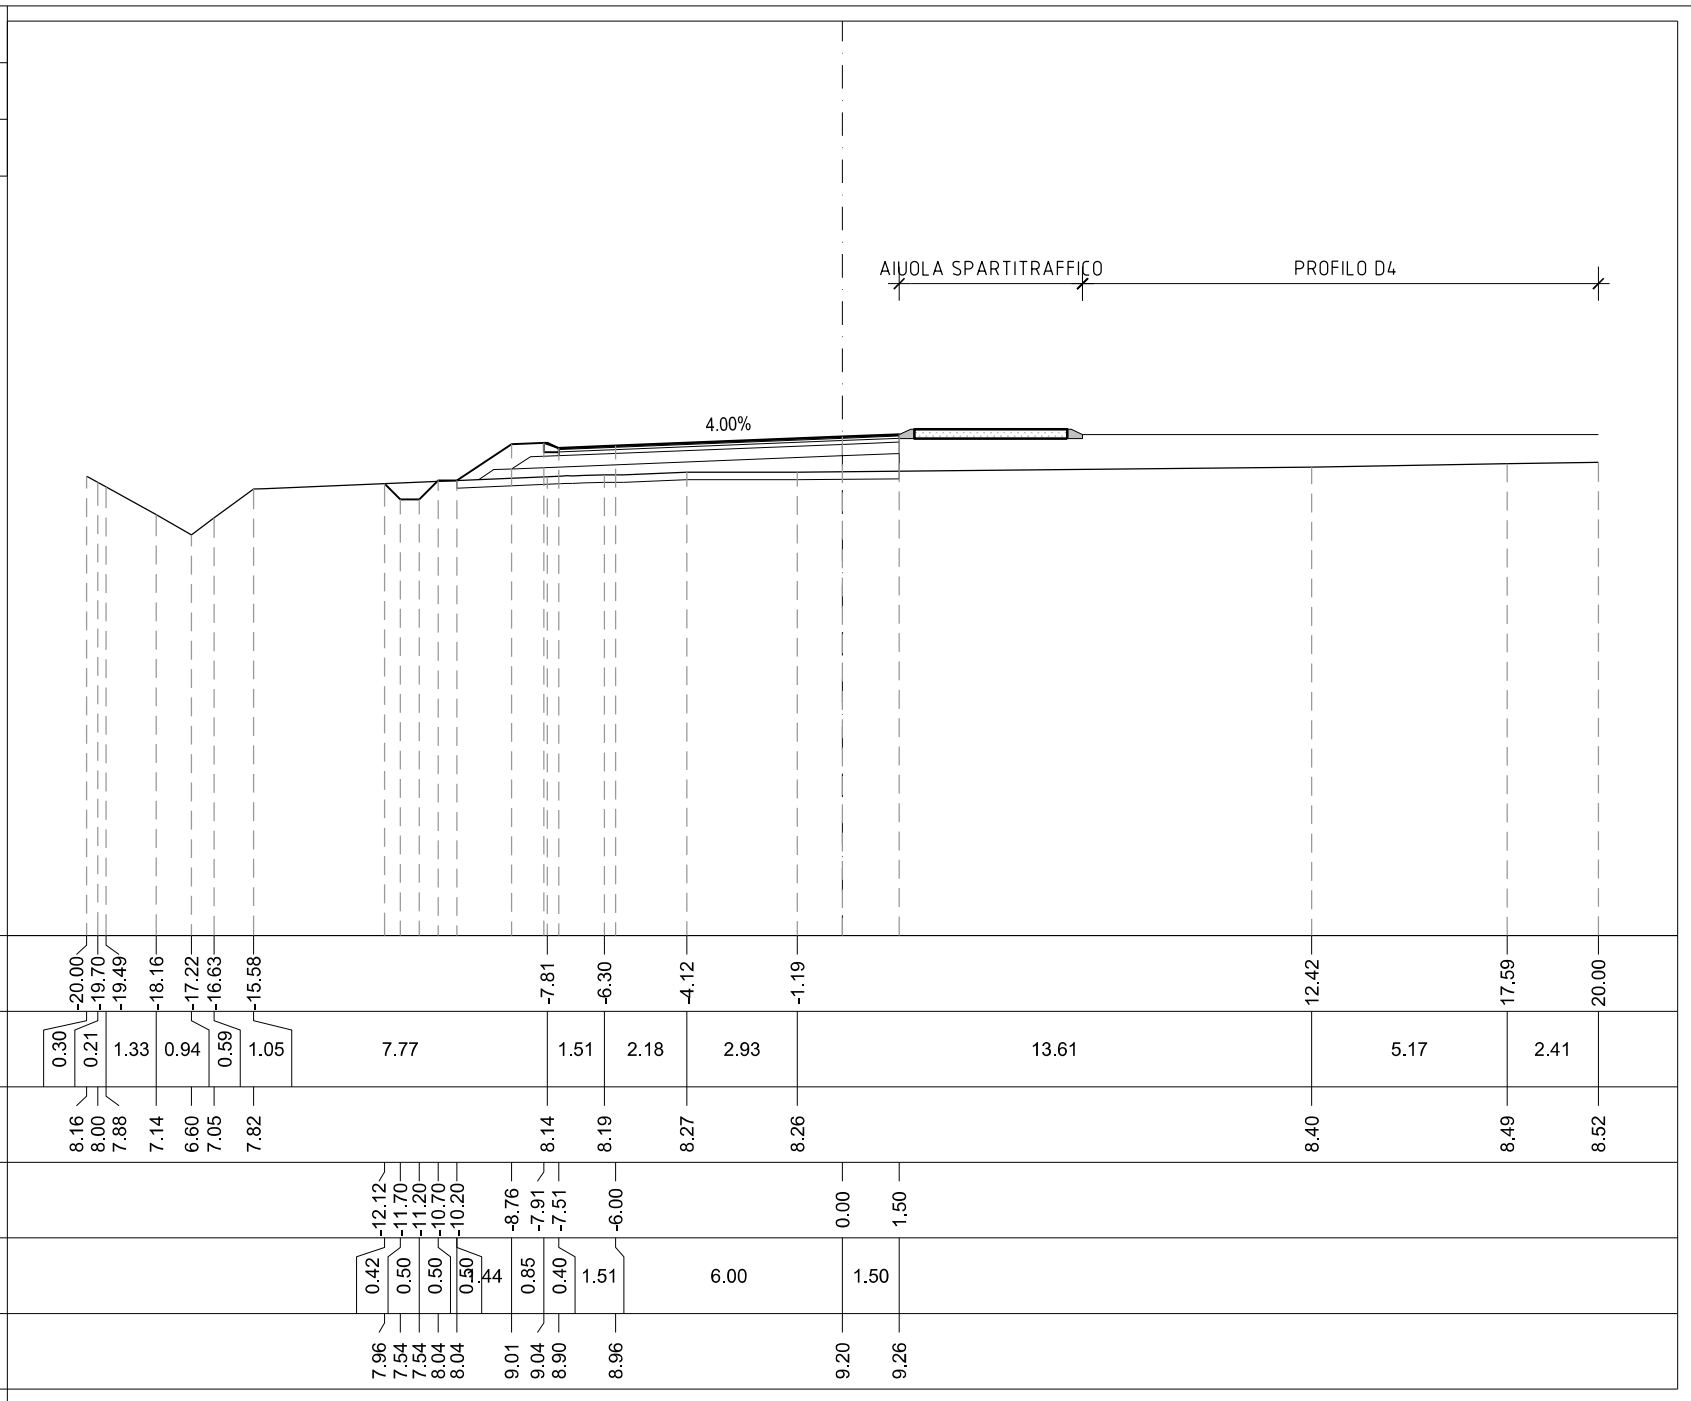 AIUOLA SPARTITRAFFICO PROFILO D4
4.00%
-20.00 -19.70 -19.49 -18.16 -17.22 -16.63 -15.58 -7.81 -6.30 -4.12 -1.19 12.42 17.59 20.00
0.30 0.21 1.33 0.94 0.59 1.05 7.77 1.51 2.18 2.93 13.61 5.17 2.41
8.16 8.00 7.88 7.14 6.60 7.05 7.82 8.14 8.19 8.27 8.26 8.40 8.49 8.52
-12.12 -11.70 -11.20 -10.70 -10.20 -8.76 -7.91 -7.51 -6.00 0.00 1.50
0.42 0.50 0.50 0.50 1.44 0.85 0.40 1.51 6.00 1.50
7.96 7.54 7.54 8.04 8.04 9.01 9.04 8.90 8.96 9.20 9.26